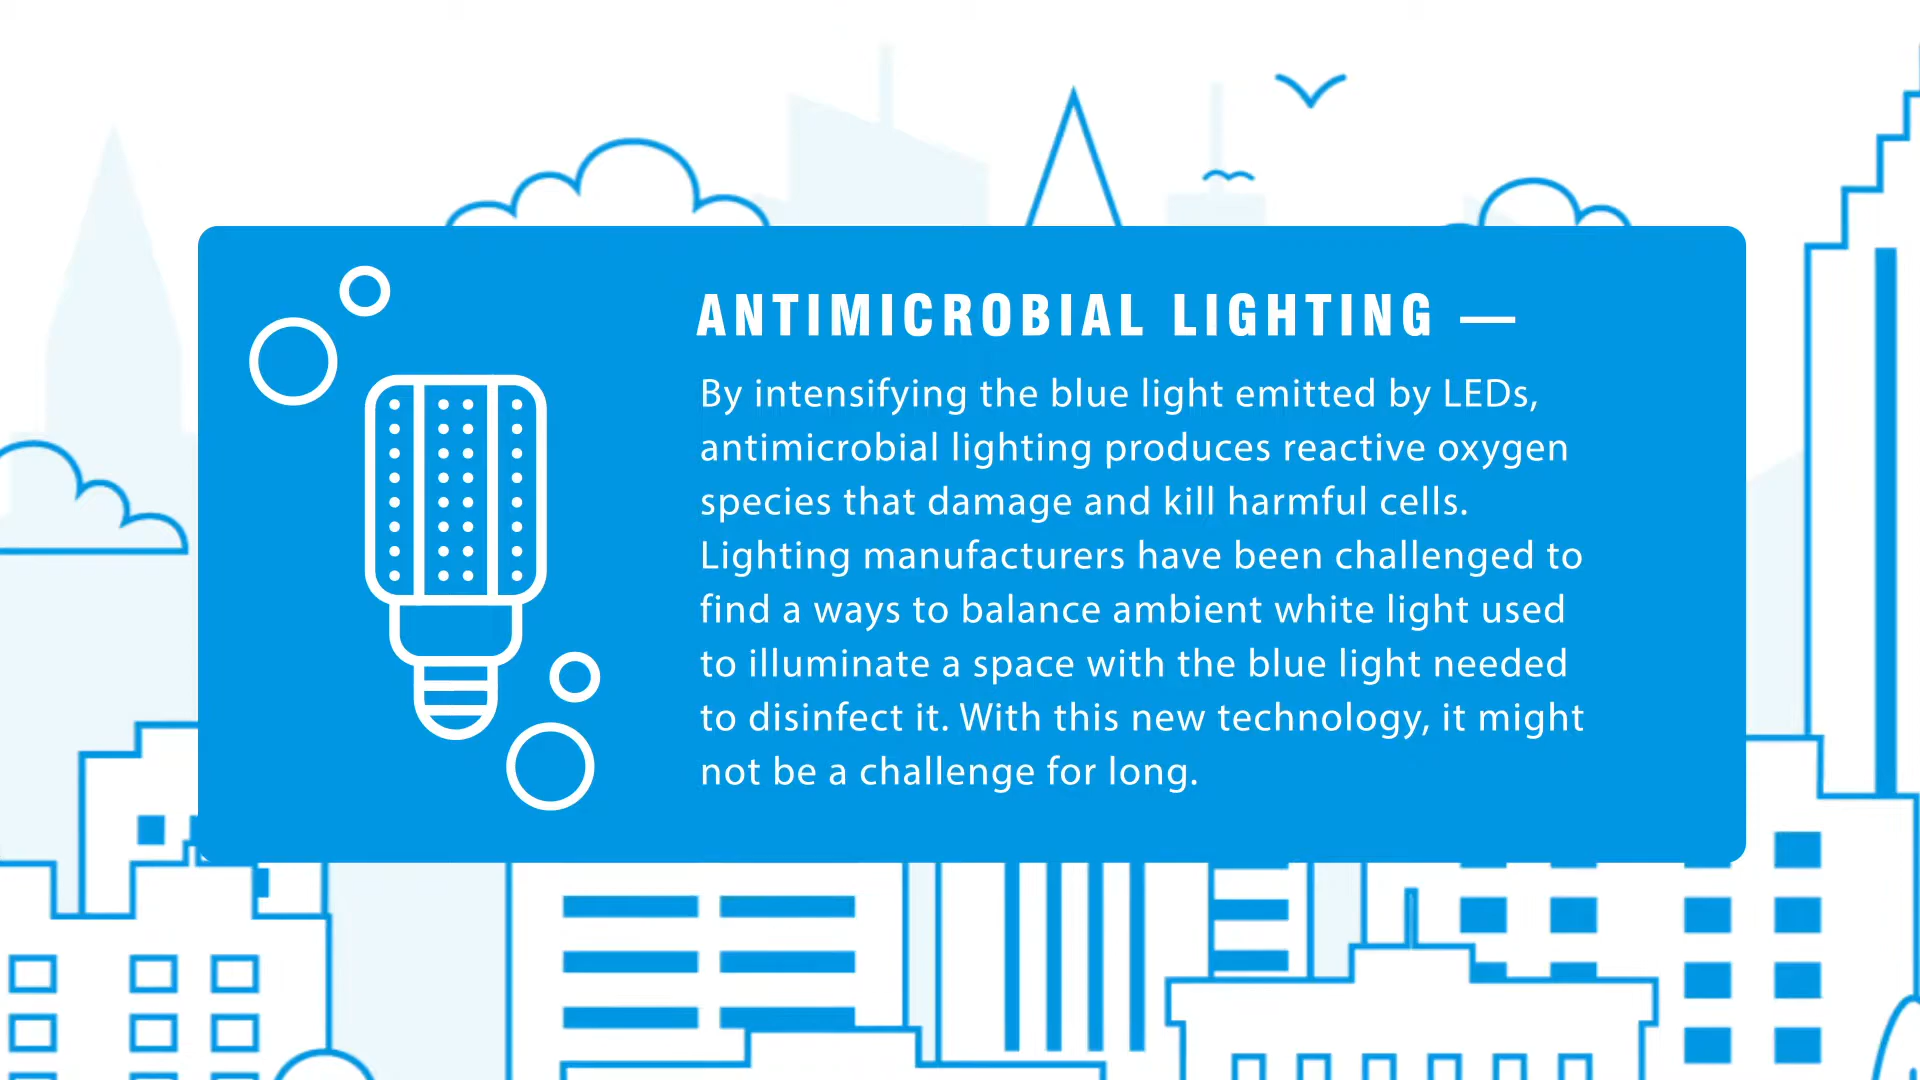 ANTIMICROBIAL LIGHTING —
By intensifying the blue light emitted by LEDs,
antimicrobial lighting produces reactive oxygen
species that damage and kill harmful cells.
Lighting manufacturers have been challenged to
find a ways to balance ambient white light used
to illuminate a space with the blue light needed
to disinfect it. With this new technology, it might
not be a challenge for long.